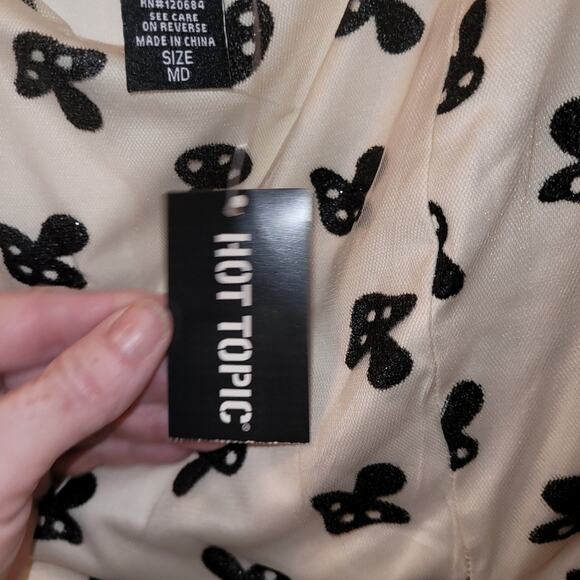 RN#120684
SEE CARE
ON REVERSE
MADE IN CHINA
SIZE
MD
HOT TOPIC®